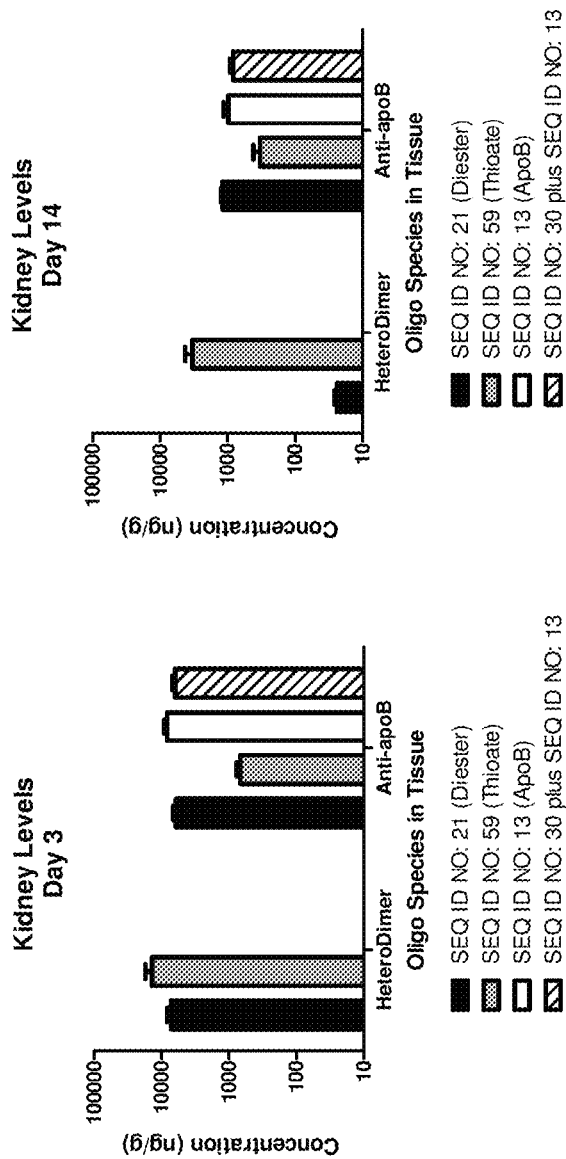 Kidney Levels
Day 3
Concentration (ng/g)
100000
10000
1000
100
10
HeteroDimer
Anti-apoB
Oligo Species in Tissue
SEQ ID NO: 21 (Diester)
SEQ ID NO: 59 (Thioate)
SEQ ID NO: 13 (ApoB)
SEQ ID NO: 30 plus SEQ ID NO: 13
Kidney Levels
Day 14
Concentration (ng/g)
100000
10000
1000
100
10
HeteroDimer
Anti-apoB
Oligo Species in Tissue
SEQ ID NO: 21 (Diester)
SEQ ID NO: 59 (Thioate)
SEQ ID NO: 13 (ApoB)
SEQ ID NO: 30 plus SEQ ID NO: 13